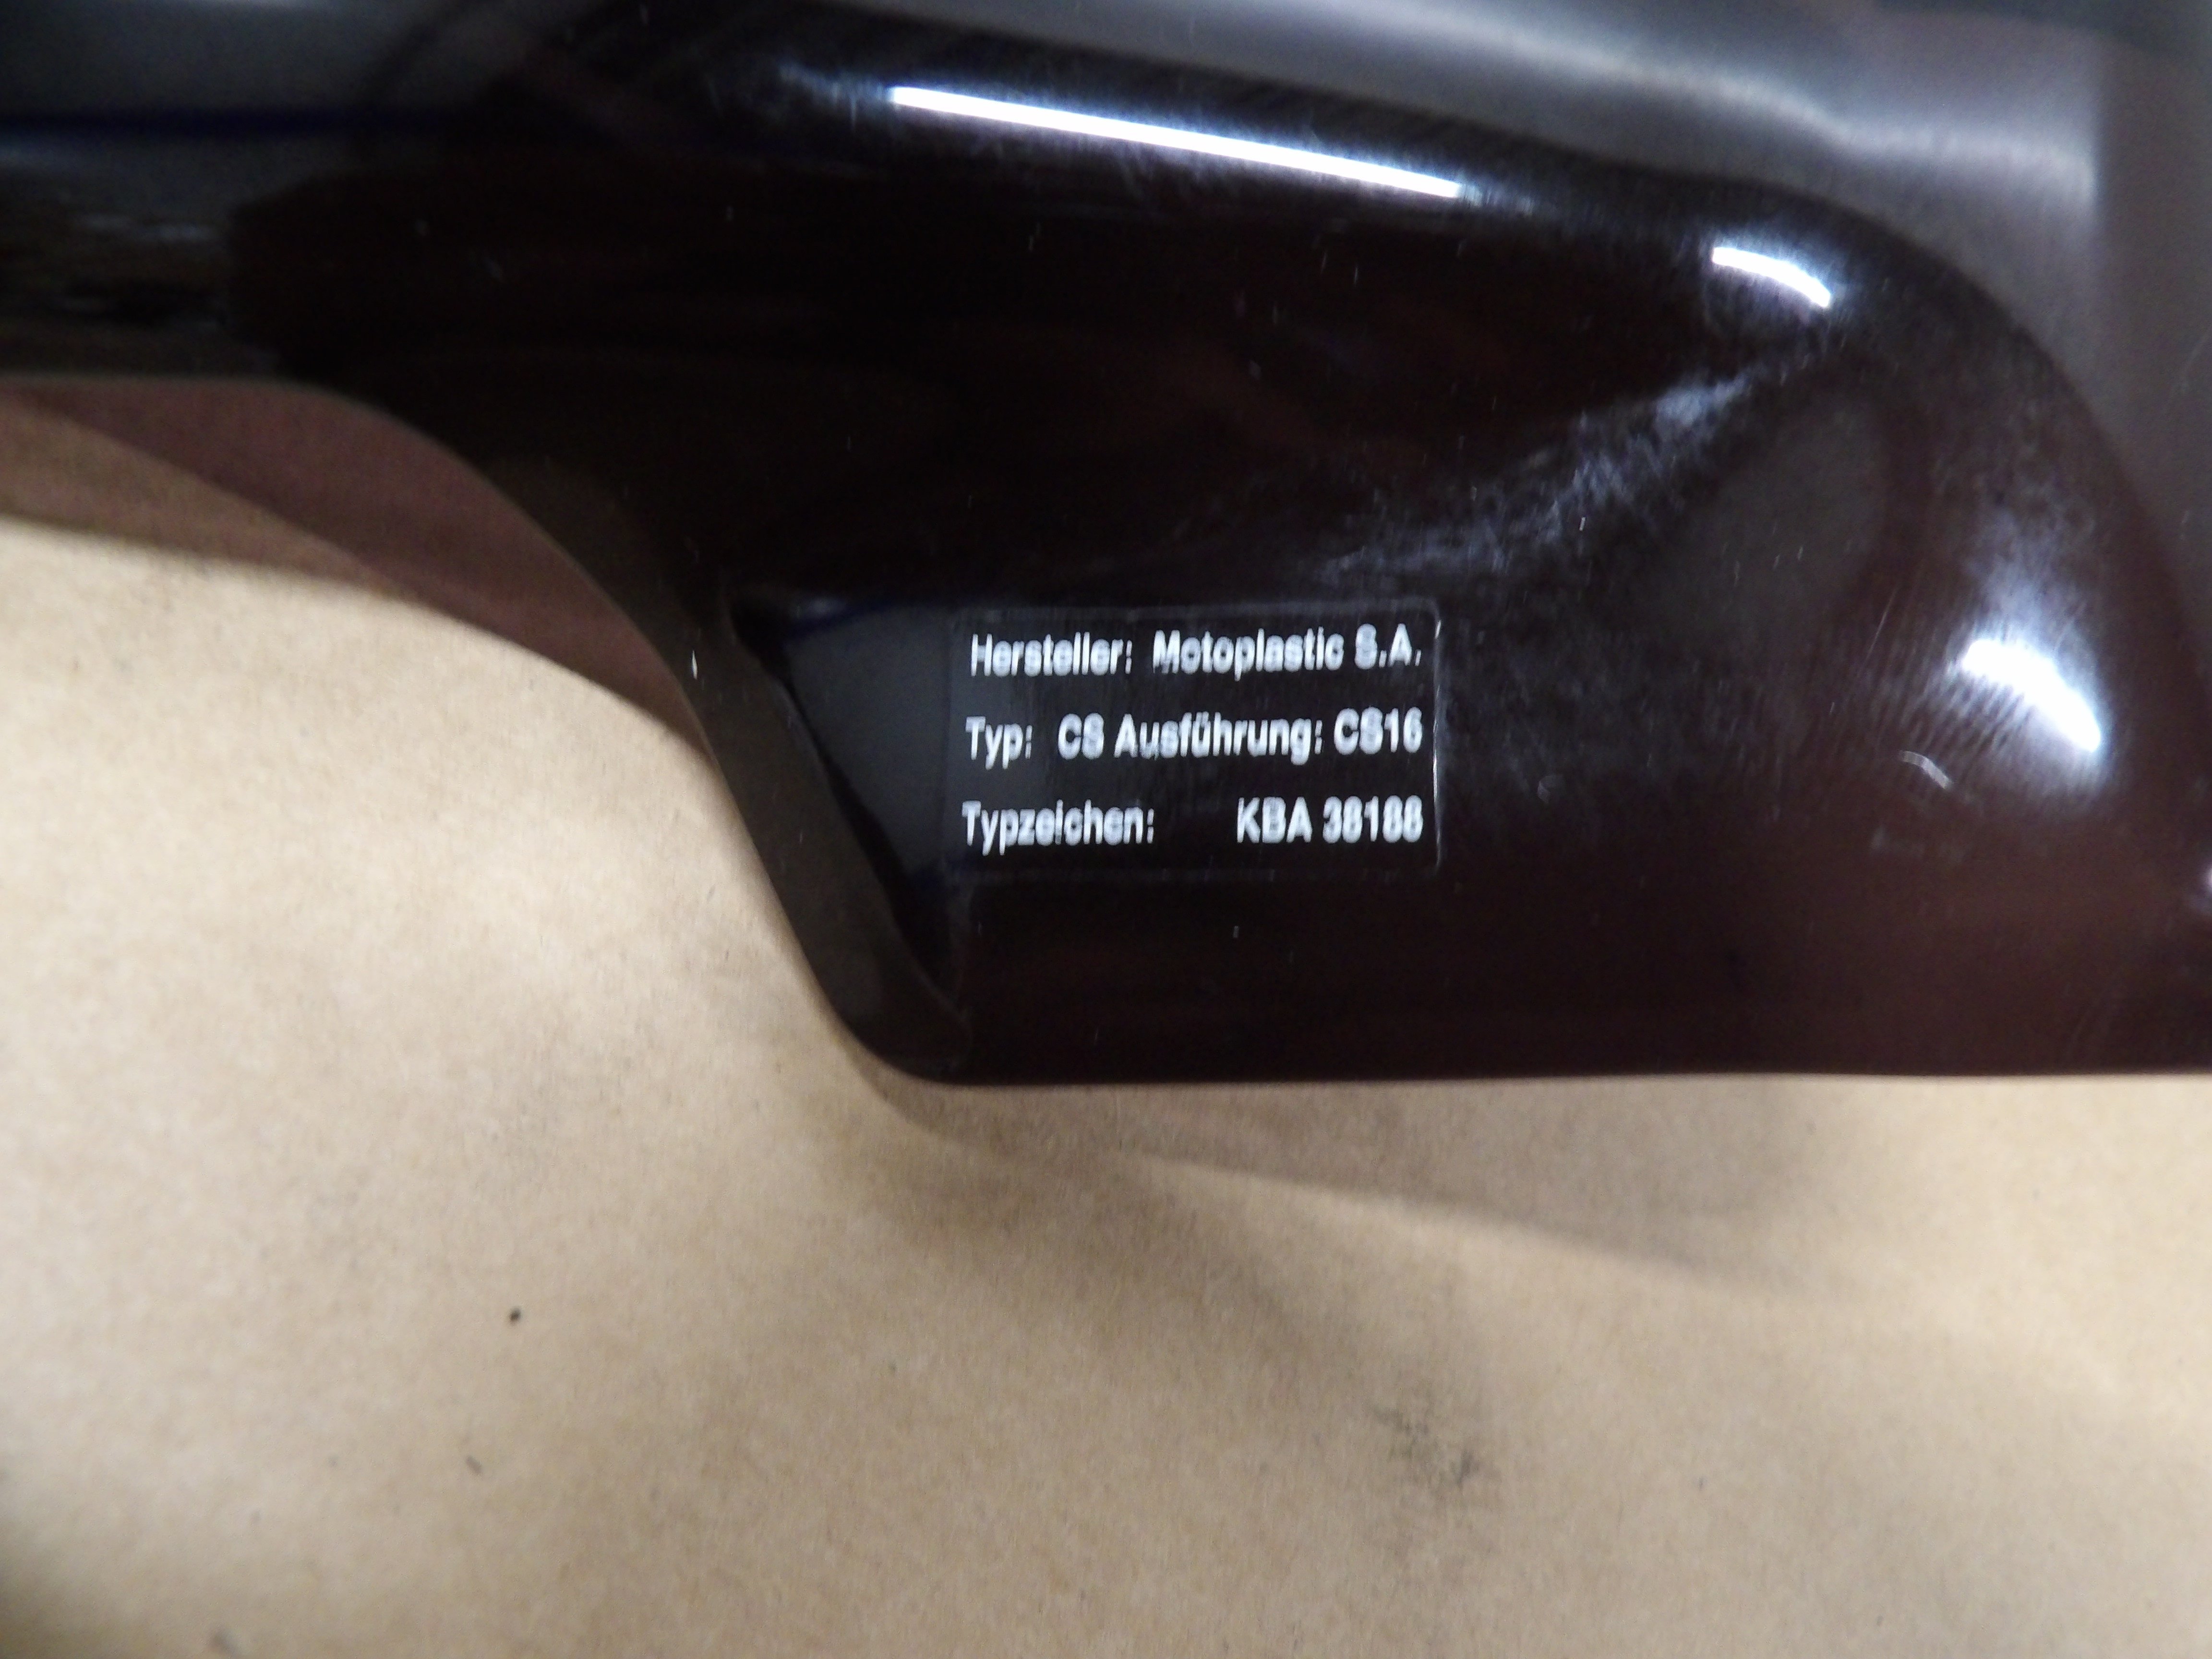 Hersteller: Motoplastic S.A.
Typ: CS Ausführung: CS16
Typzeichen: KBA 38188